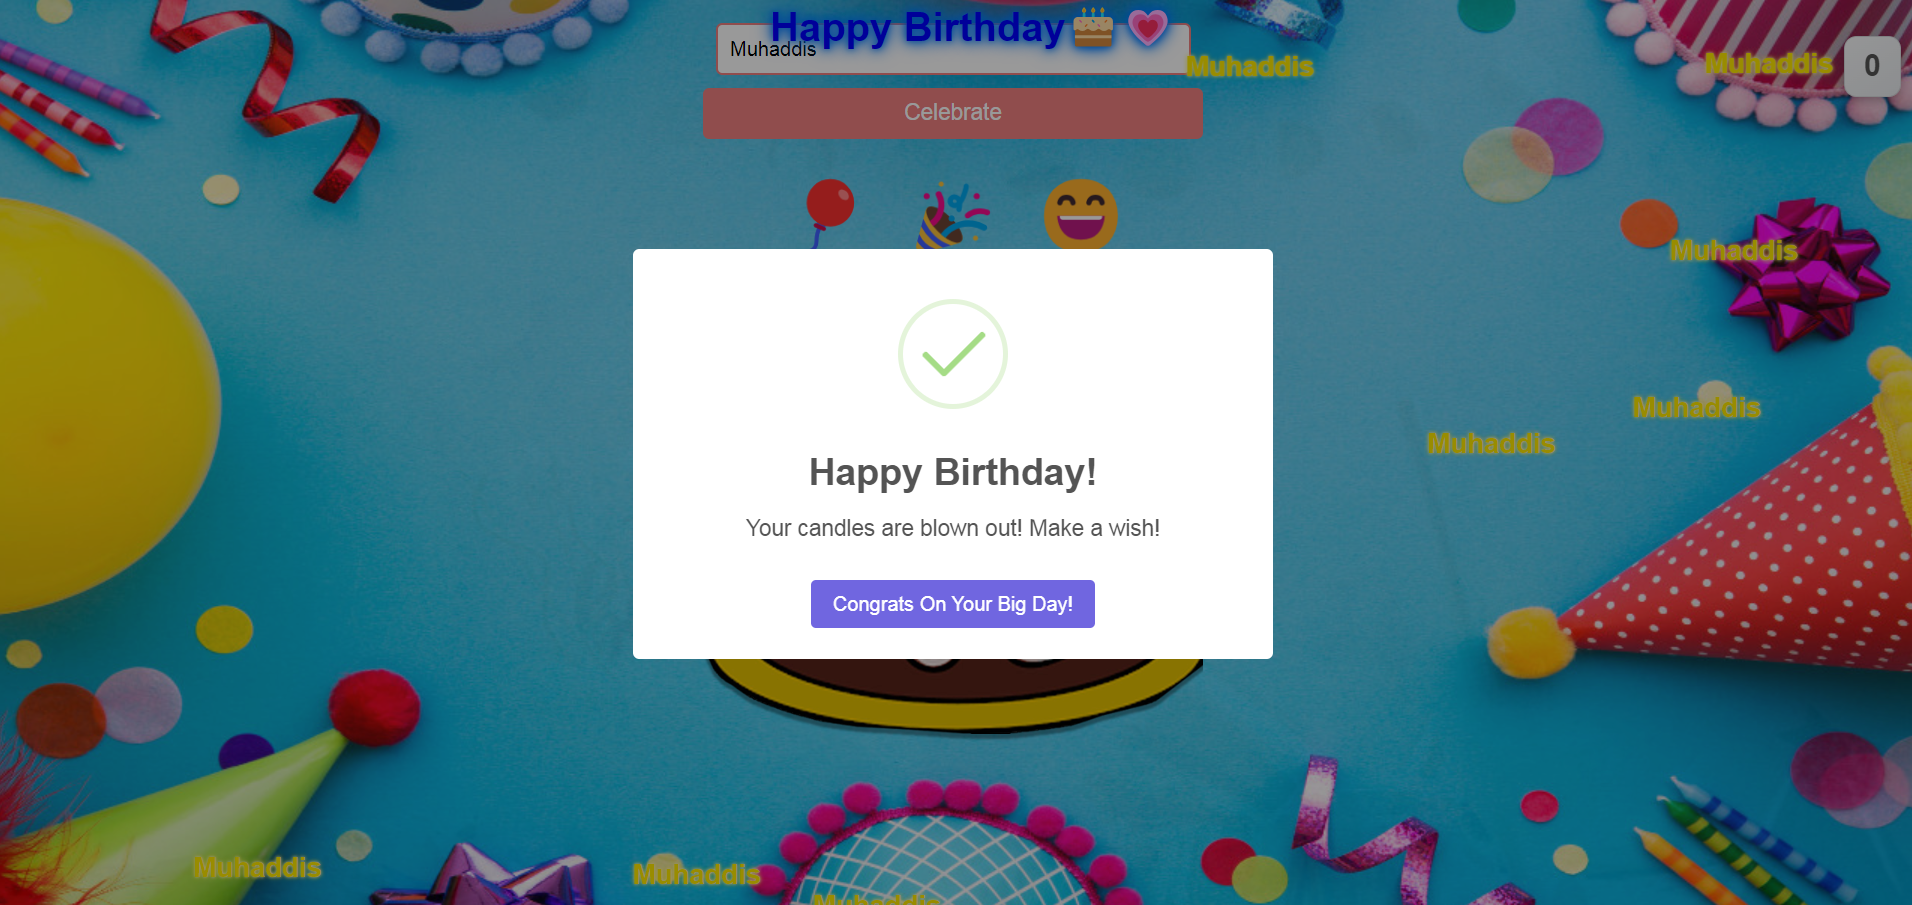 Happy Birthday
Muhaddis
Muhaddis
Muhaddis
0
Celebrate
Muhaddis
Muhaddis
Muhaddis
Happy Birthday!
Your candles are blown out! Make a wish!
Congrats On Your Big Day!
Muhaddis
Muhaddis
Muhaddis